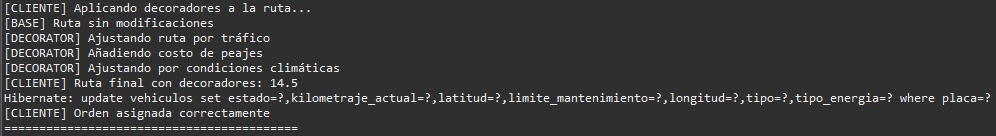 [CLIENTE] Aplicando decoradores a la ruta...
[BASE] Ruta sin modificaciones
[DECORATOR] Ajustando ruta por tráfico
[DECORATOR] Añadiendo costo de peajes
[DECORATOR] Ajustando por condiciones climáticas
[CLIENTE] Ruta final con decoradores: 14.5
Hibernate: update vehiculos set estado=?,kilometraje_actual=?,latitud=?,limite_mantenimiento=?,longitud=?,tipo=?,tipo_energia=? where placa=?
[CLIENTE] Orden asignada correctamente
==========================================